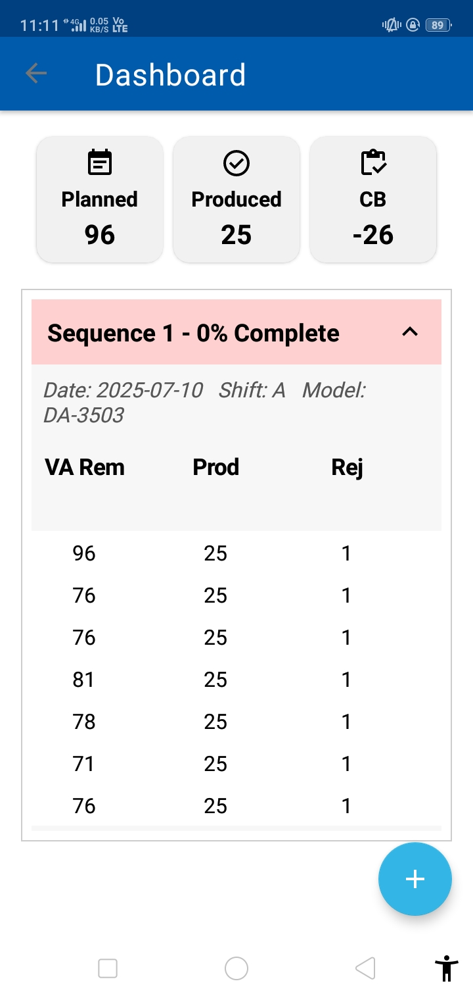 11:11 4G 0.05 KB/S Vo LTE 89
Dashboard
Planned Produced CB
96 25 -26
Sequence 1 - 0% Complete
Date: 2025-07-10 Shift: A Model:
DA-3503
VA Rem Prod Rej
96 25 1
76 25 1
76 25 1
81 25 1
78 25 1
71 25 1
76 25 1
+